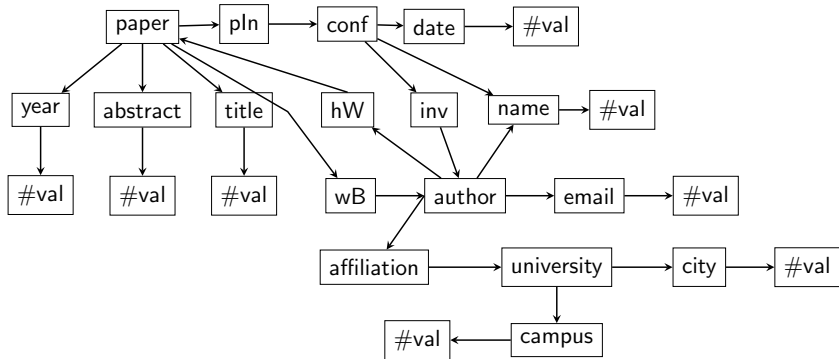 paper pln conf date #val
year abstract title hW inv name #val
#val #val #val wB author email #val
affiliation university city #val
#val campus